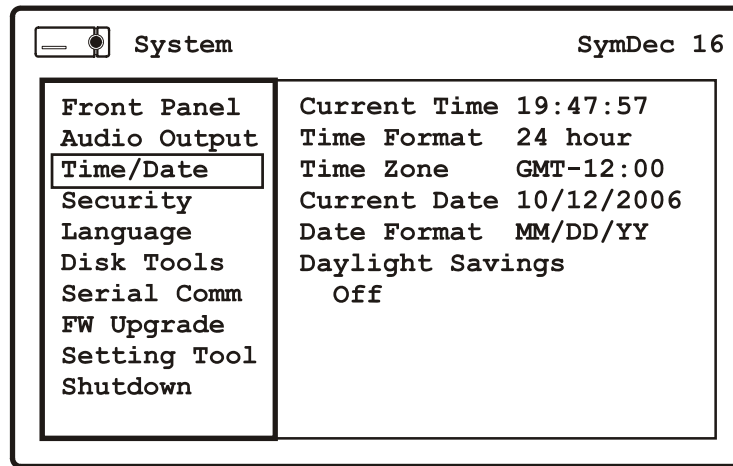 System
SymDec 16
Front Panel
Audio Output
Time/Date
Security
Language
Disk Tools
Serial Comm
FW Upgrade
Setting Tool
Shutdown
Current Time 19:47:57
Time Format 24 hour
Time Zone GMT-12:00
Current Date 10/12/2006
Date Format MM/DD/YY
Daylight Savings
Off